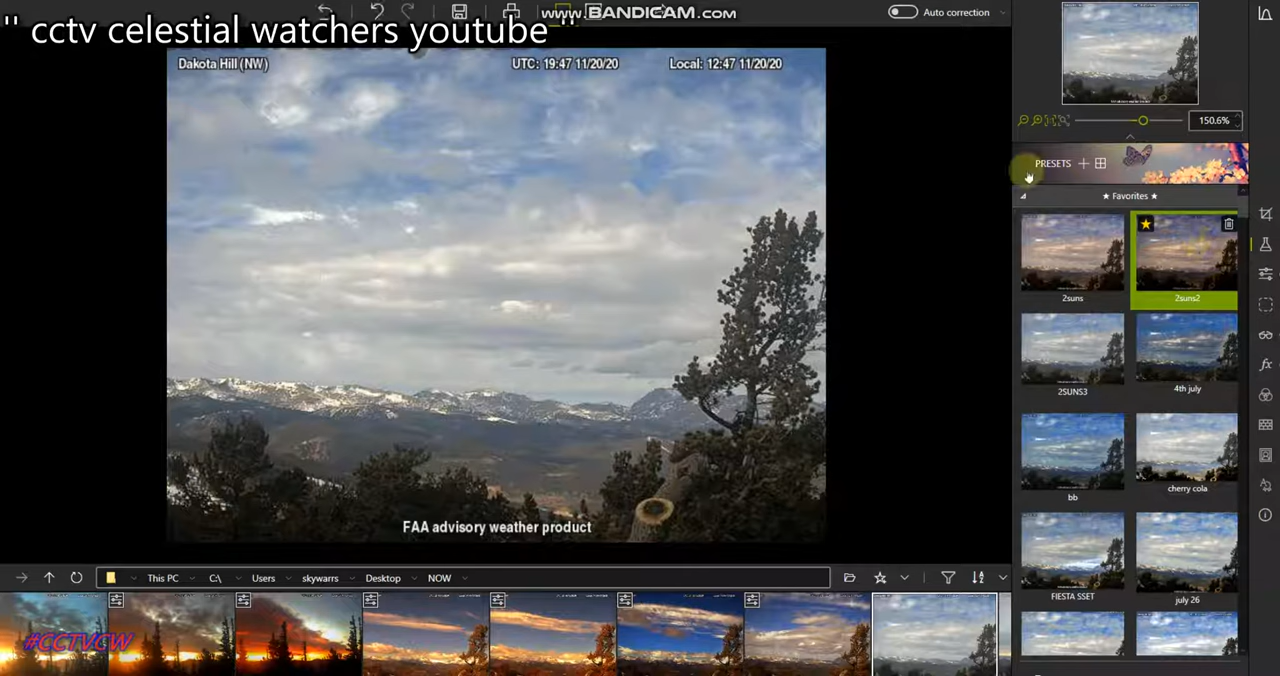 www.BANDICAM.com
Auto correction
" cctv celestial watchers youtube"
Dakota Hill (NW)
UTC: 19:47 11/20/20
Local: 12:47 11/20/20
150.6%
PRESETS
★ Favorites ★
2suns
2suns2
2SUNS3
4th july
bb
cherry cola
FIESTA SSET
july 26
FAA advisory weather product
This PC
C:\
Users
skywarrs
Desktop
NOW
#CCTVCW